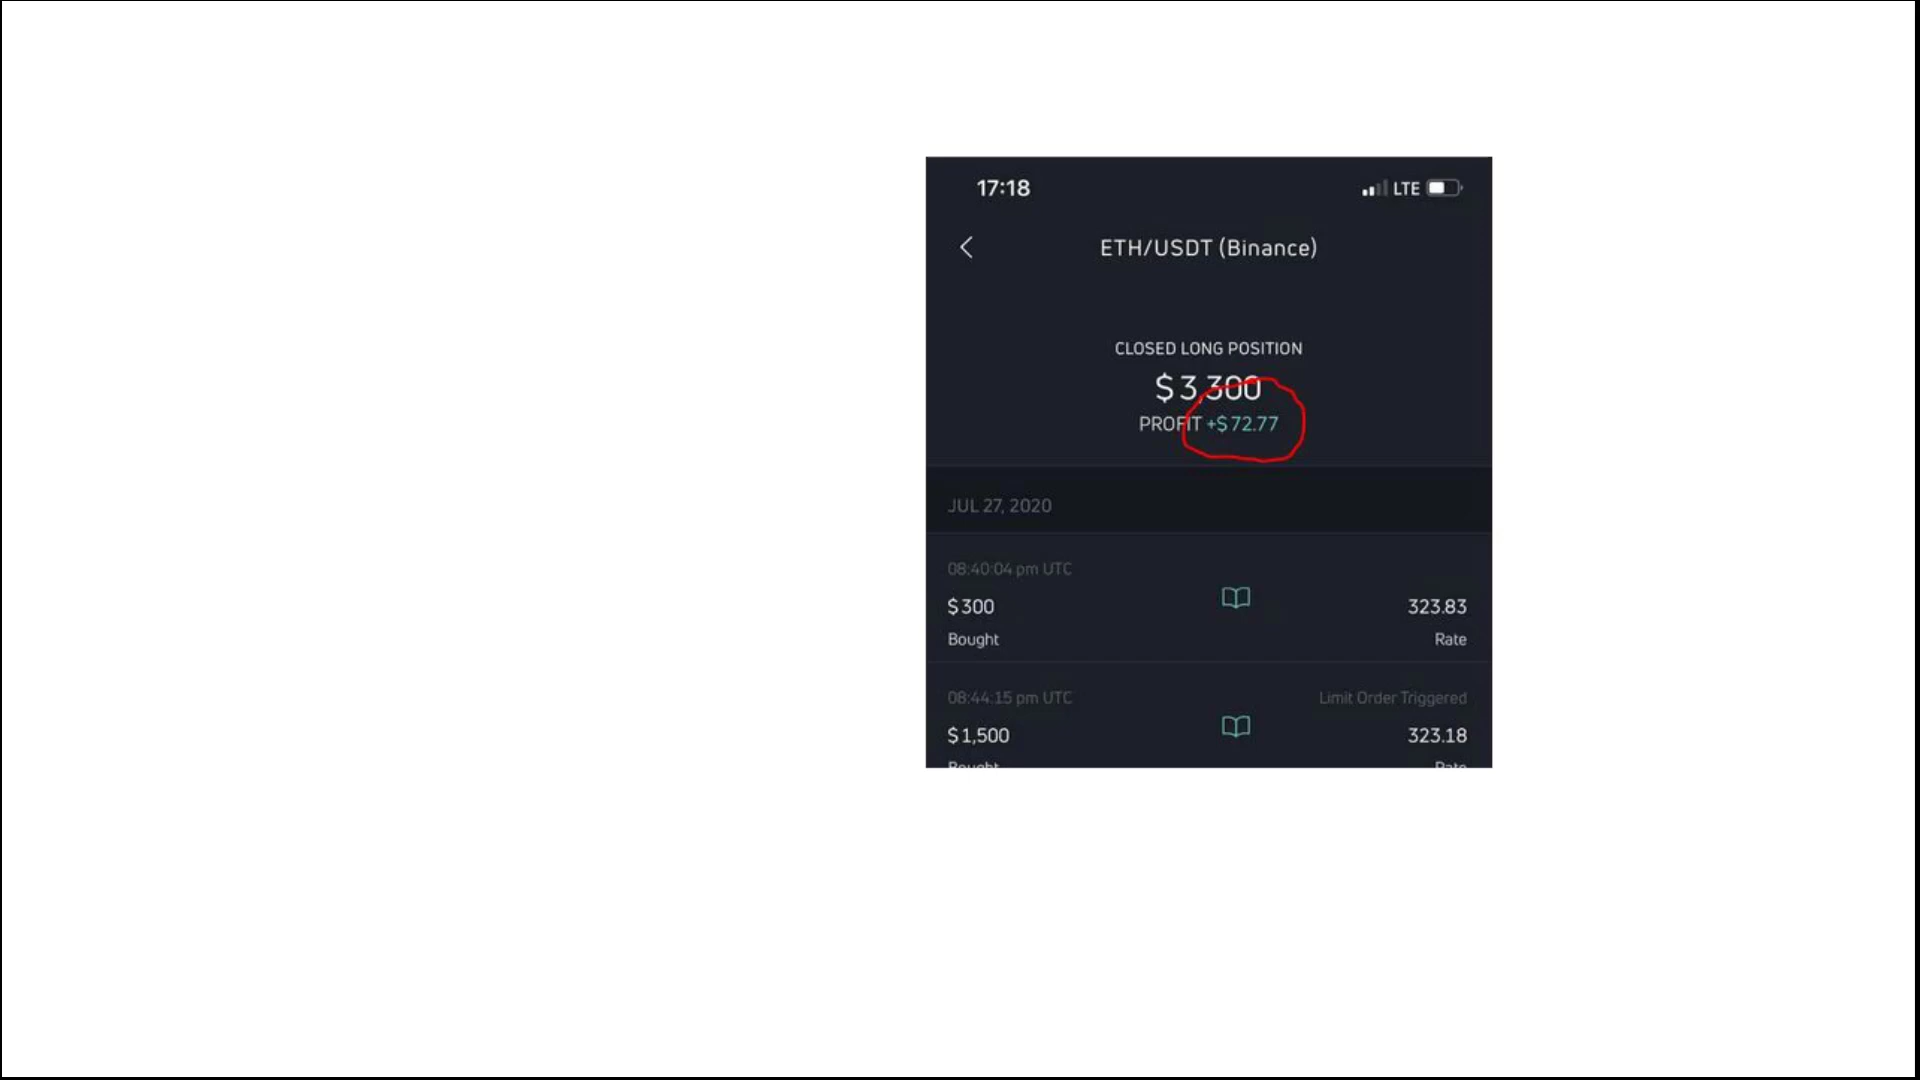 17:18 LTE
ETH/USDT (Binance)
CLOSED LONG POSITION
$3,300
PROFIT +$72.77
JUL 27, 2020
08:40:04 pm UTC
$300 323.83
Bought Rate
08:44:15 pm UTC Limit Order Triggered
$1,500 323.18
Bought Rate